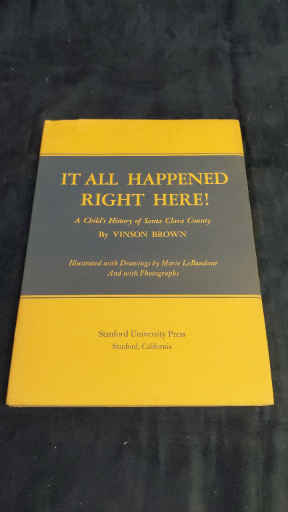 IT ALL HAPPENED
RIGHT HERE!
A Child's History of Santa Clara County
By VINSON BROWN
Illustrated with Drawings by Marie LeBaudour
And with Photographs
Stanford University Press
Stanford, California